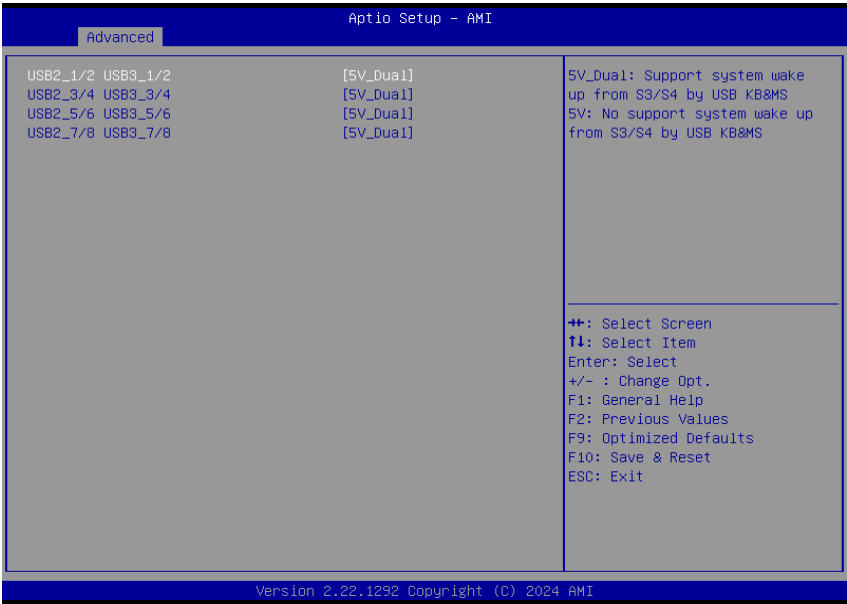 Aptio Setup – AMI
Advanced
USB2_1/2 USB3_1/2 [5V_Dual]
USB2_3/4 USB3_3/4 [5V_Dual]
USB2_5/6 USB3_5/6 [5V_Dual]
USB2_7/8 USB3_7/8 [5V_Dual]
5V_Dual: Support system wake
up from S3/S4 by USB KB&MS
5V: No support system wake up
from S3/S4 by USB KB&MS
→←: Select Screen
↑↓: Select Item
Enter: Select
+/- : Change Opt.
F1: General Help
F2: Previous Values
F9: Optimized Defaults
F10: Save & Reset
ESC: Exit
Version 2.22.1292 Copyright (C) 2024 AMI